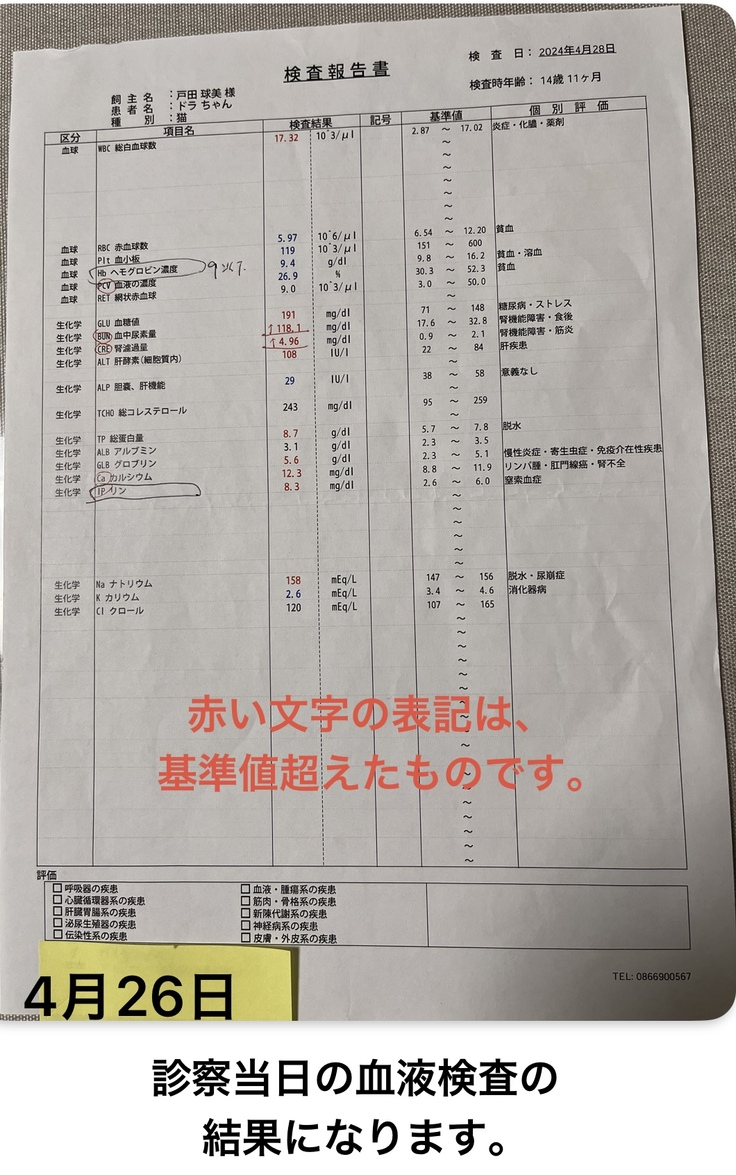 検査報告書
検 査 日: 2024年4月28日
検査時年齢: 14歳 11ヶ月
飼主名 :戸田 球美 様
患者名 :ドラ ちゃん
種 別 :猫
区分 項目名 検査結果 記号 基準値 個別評価
血球 WBC 総白血球数 17.32 10^3/μl 2.87 ~ 17.02 炎症・化膿・薬剤
血球 RBC 赤血球数 5.97 10^6/μl 6.54 ~ 12.20 貧血
血球 Plt 血小板 119 10^3/μl 151 ~ 600
血球 Hb ヘモグロビン濃度 9.4 g/dl 9.8 ~ 16.2 貧血・溶血
血球 PCV 血液の濃度 26.9 % 30.3 ~ 52.3 貧血
血球 RET 網状赤血球 9.0 10^3/μl 3.0 ~ 50.0
生化学 GLU 血糖値 191 mg/dl 71 ~ 148 糖尿病・ストレス
生化学 BUN 血中尿素量 ↑118.1 mg/dl 17.6 ~ 32.8 腎機能障害・食後
生化学 CRE 腎濾過量 ↑4.96 mg/dl 0.9 ~ 2.1 腎機能障害・筋炎
生化学 ALT 肝酵素(細胞質内) 108 IU/l 22 ~ 84 肝疾患
生化学 ALP 胆嚢、肝機能 29 IU/l 38 ~ 58 意義なし
生化学 TCHO 総コレステロール 243 mg/dl 95 ~ 259
生化学 TP 総蛋白量 8.7 g/dl 5.7 ~ 7.8 脱水
生化学 ALB アルブミン 3.1 g/dl 2.3 ~ 3.5
生化学 GLB グロブリン 5.6 g/dl 2.3 ~ 5.1 慢性炎症・寄生虫症・免疫介在性疾患
生化学 Ca カルシウム 12.3 mg/dl 8.8 ~ 11.9 リンパ腫・肛門線癌・腎不全
生化学 IP リン 8.3 mg/dl 2.6 ~ 6.0 窒素血症
生化学 Na ナトリウム 158 mEq/L 147 ~ 156 脱水・尿崩症
生化学 K カリウム 2.6 mEq/L 3.4 ~ 4.6 消化器病
生化学 Cl クロール 120 mEq/L 107 ~ 165
赤い文字の表記は、
基準値超えたものです。
評価
□呼吸器の疾患 □血液・腫瘍系の疾患
□心臓循環器系の疾患 □筋肉・骨格系の疾患
□肝臓胃腸系の疾患 □新陳代謝系の疾患
□泌尿生殖器の疾患 □神経病系の疾患
□伝染性系の疾患 □皮膚・外皮系の疾患
TEL: 0866900567
4月26日
診察当日の血液検査の
結果になります。